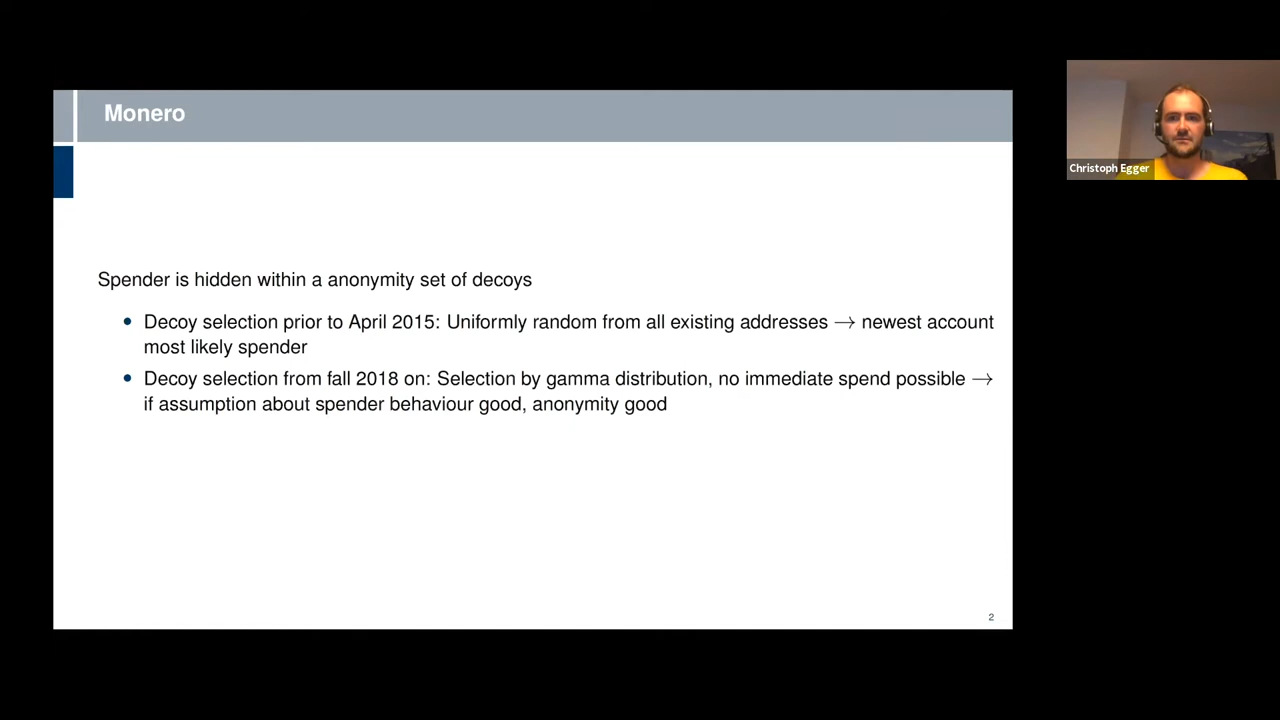 Monero
Christoph Egger
Spender is hidden within a anonymity set of decoys
• Decoy selection prior to April 2015: Uniformly random from all existing addresses → newest account
most likely spender
• Decoy selection from fall 2018 on: Selection by gamma distribution, no immediate spend possible →
if assumption about spender behaviour good, anonymity good
2